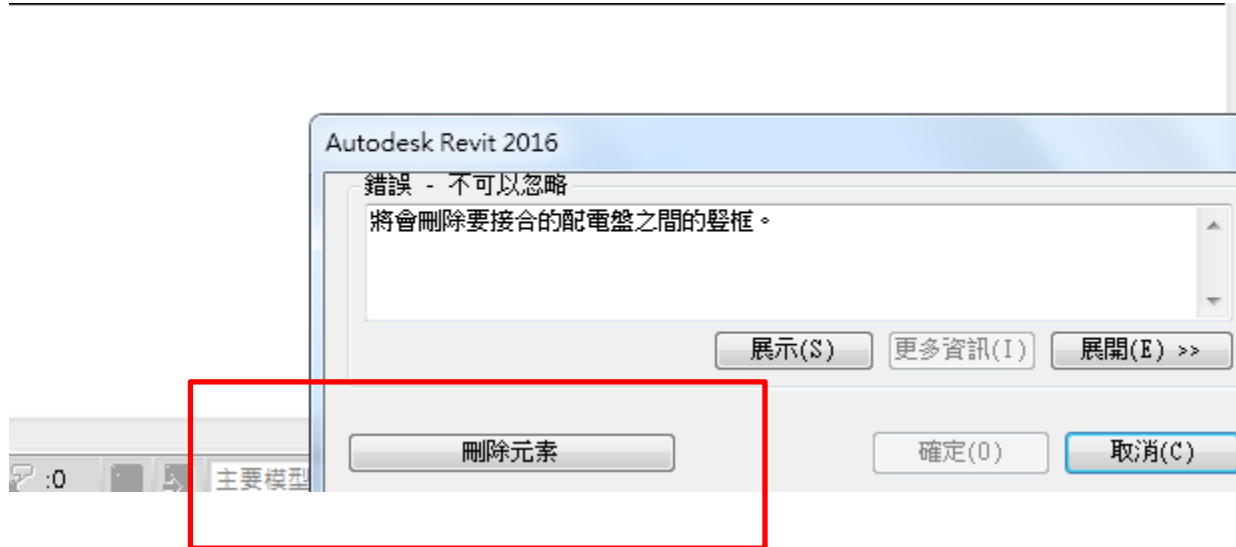 Autodesk Revit 2016
錯誤 - 不可以忽略
將會刪除要接合的配電盤之間的豎框。
展示(S) 更多資訊(I) 展開(E) >>
刪除元素 確定(O) 取消(C)
:0 主要模型